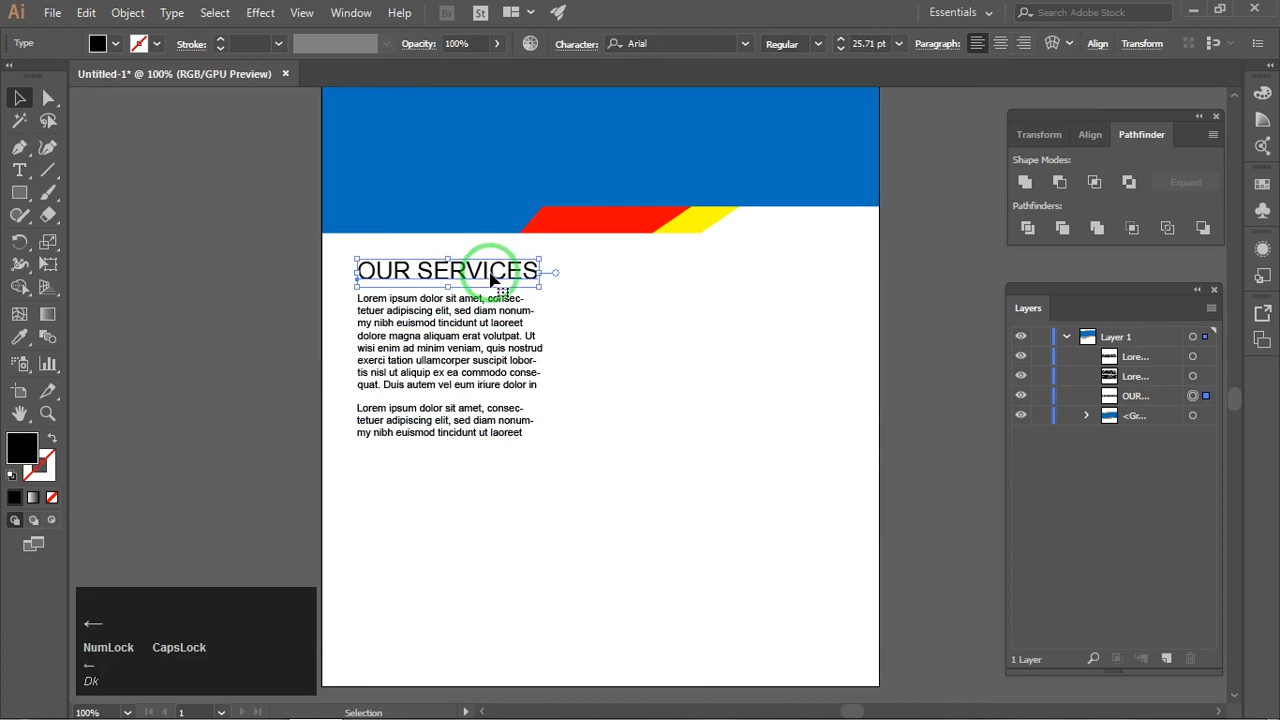 Ai File Edit Object Type Select Effect View Window Help Br St Essentials Search Adobe Stock
Type Stroke: Opacity: 100% Character: Arial Regular 25.71 pt Paragraph: Align Transform
Untitled-1* @ 100% (RGB/GPU Preview)
Transform Align Pathfinder
Shape Modes:
Expand
Pathfinders:
OUR SERVICES
Lorem ipsum dolor sit amet, consec-
tetuer adipiscing elit, sed diam nonum-
my nibh euismod tincidunt ut laoreet
dolore magna aliquam erat volutpat. Ut
wisi enim ad minim veniam, quis nostrud
exerci tation ullamcorper suscipit lobor-
tis nisl ut aliquip ex ea commodo conse-
quat. Duis autem vel eum iriure dolor in
Lorem ipsum dolor sit amet, consec-
tetuer adipiscing elit, sed diam nonum-
my nibh euismod tincidunt ut laoreet
Layers
Layer 1
Lore...
Lore...
OUR...
<Gr...
1 Layer
NumLock CapsLock
Dk
100% 1 Selection